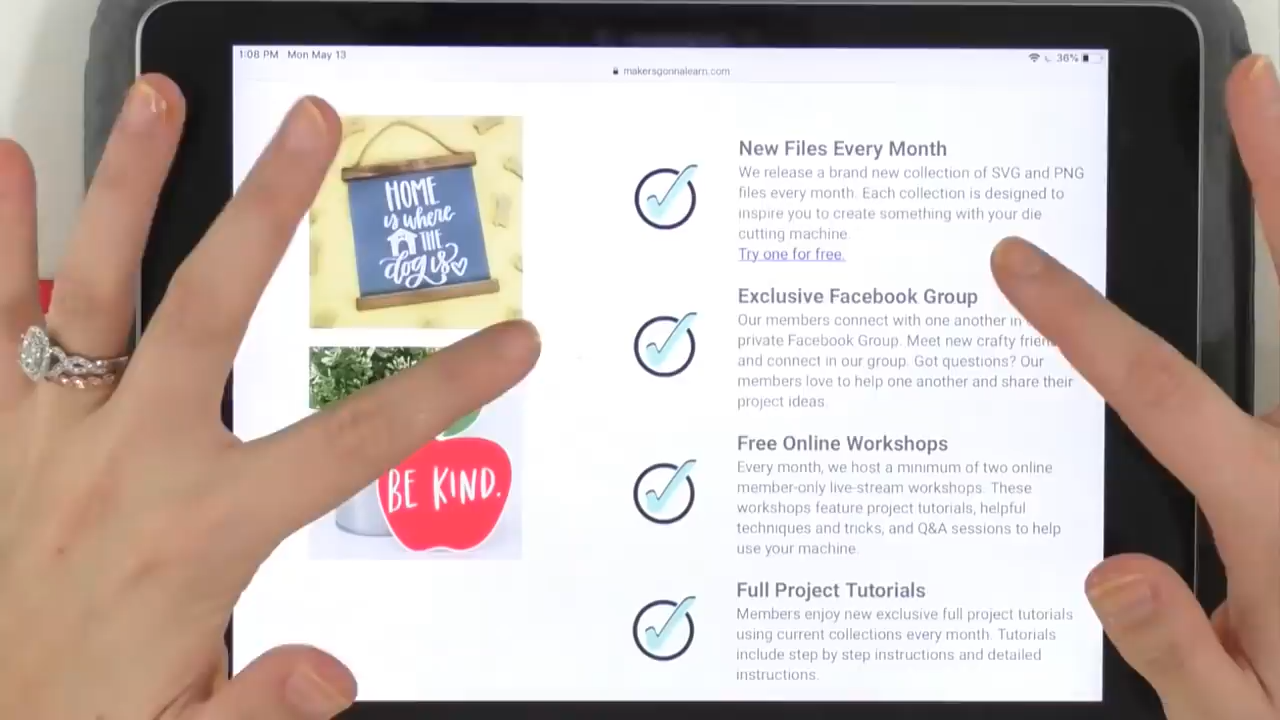 1:08 PM Mon May 13
36%
makersgonnalearn.com
HOME
is where
THE
dog is
BE KIND.
New Files Every Month
We release a brand new collection of SVG and PNG
files every month. Each collection is designed to
inspire you to create something with your die
cutting machine.
Try one for free.
Exclusive Facebook Group
Our members connect with one another in
private Facebook Group. Meet new crafty
and connect in our group. Got questions? Our
members love to help one another and share their
project ideas.
Free Online Workshops
Every month, we host a minimum of two online
member-only live-stream workshops. These
workshops feature project tutorials, helpful
techniques and tricks, and Q&A sessions to help
use your machine.
Full Project Tutorials
Members enjoy new exclusive full project tutorials
using current collections every month. Tutorials
include step by step instructions and detailed
instructions.